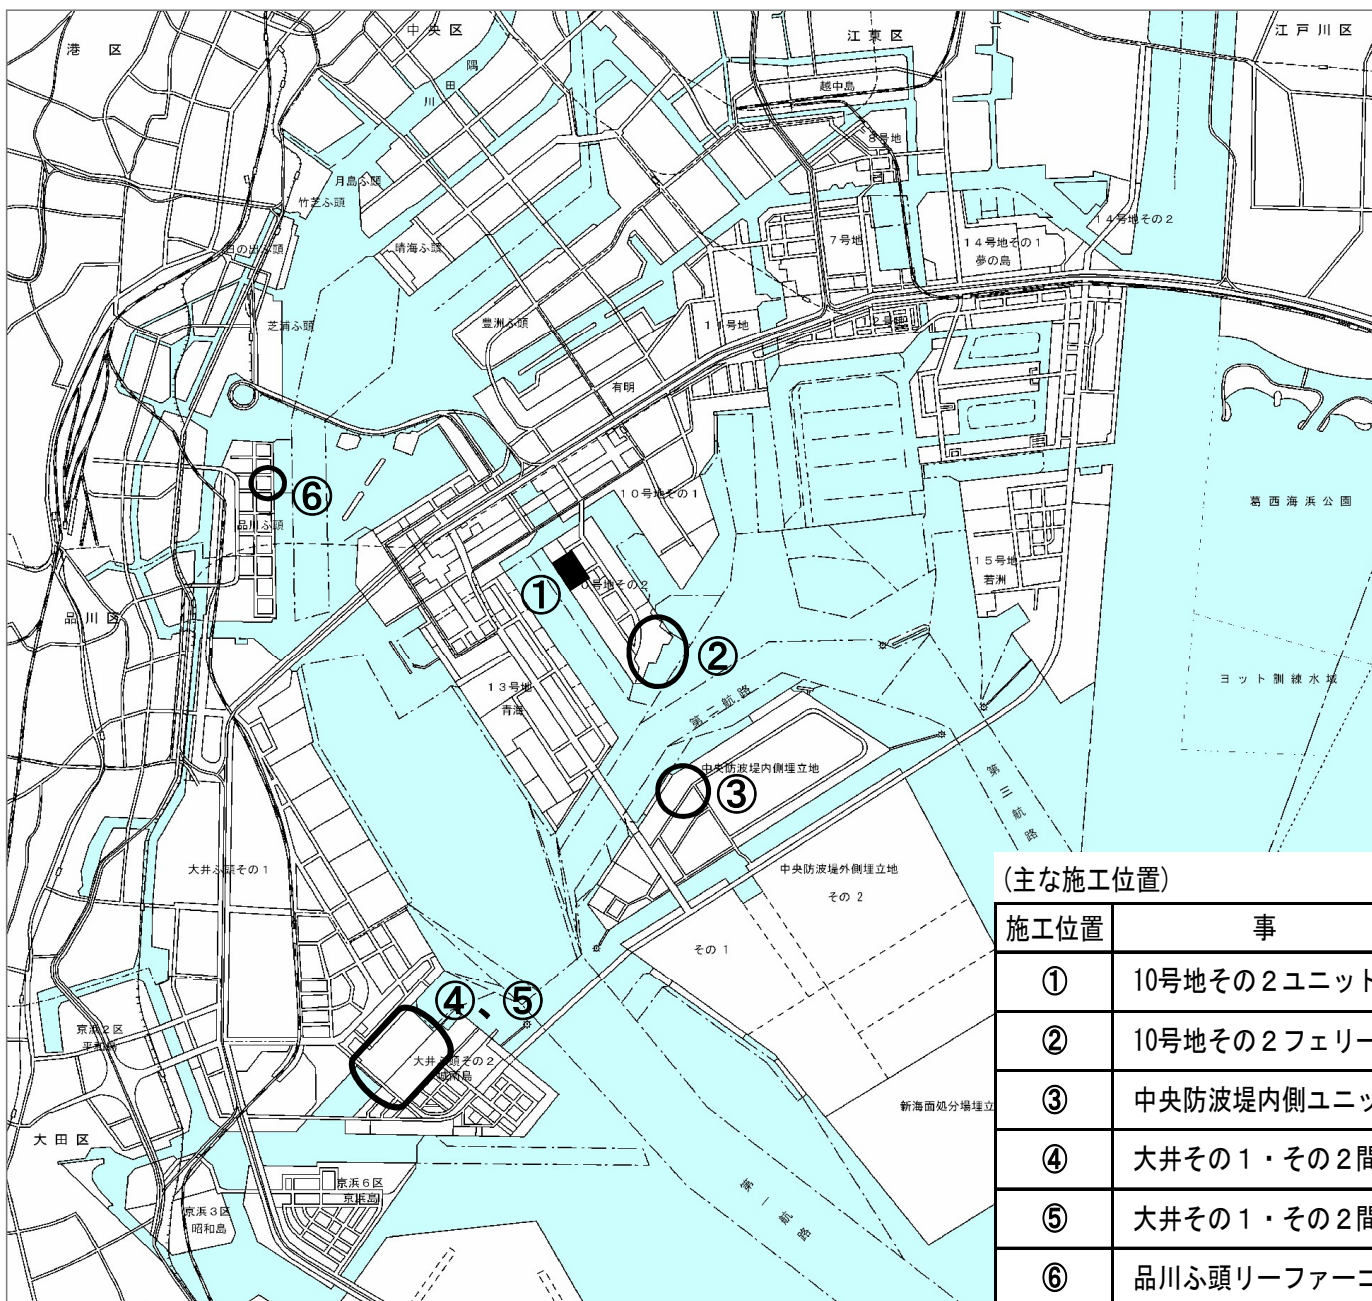 港 区
中央区
江東区
江戸川区
隅
田
川
越中島
8号地
月島ふ頭
竹芝ふ頭
14号地その2
日の出ふ頭
晴海ふ頭
7号地
14号地その1
夢の島
芝浦ふ頭
豊洲ふ頭
11号地
12号地
有明
⑥
10号地その1
葛西海浜公園
品川ふ頭
①
10号地その2
15号地
若洲
品川区
②
ヨット訓練水域
13号地
青海
第二航路
中央防波堤内側埋立地
③
第三航路
大井ふ頭その1
中央防波堤外側埋立地
その2
その1
④、⑤
京浜2区
平和島
大井ふ頭その2
城南島
新海面処分場埋立
大田区
京浜6区
京浜島
京浜3区
昭和島
第一航路
(主な施工位置)
施工位置 事
① 10号地その2ユニット
② 10号地その2フェリー
③ 中央防波堤内側ユニッ
④ 大井その1・その2間
⑤ 大井その1・その2間
⑥ 品川ふ頭リーファーコ